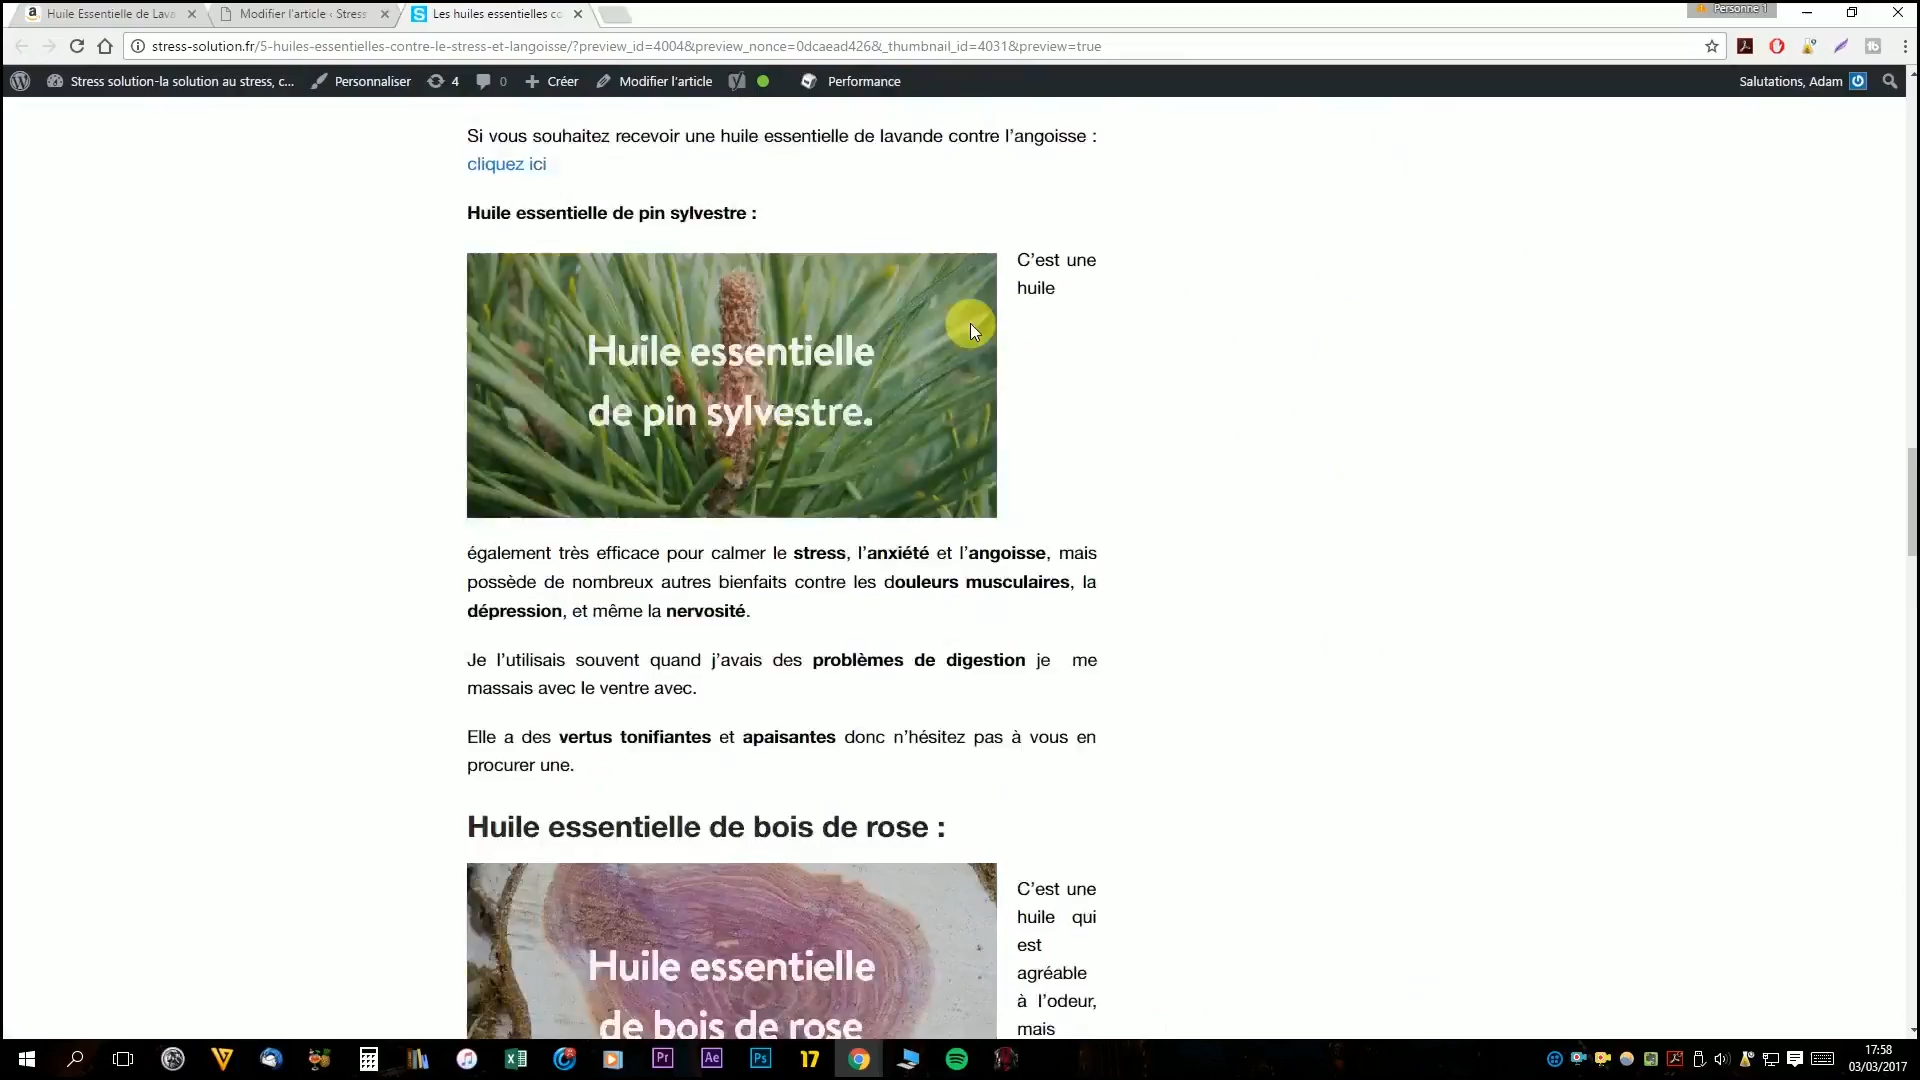 Huile Essentielle de Lava
Modifier l'article ‹ Stress
Les huiles essentielles co
Personne 1
stress-solution.fr/5-huiles-essentielles-contre-le-stress-et-langoisse/?preview_id=4004&preview_nonce=0dcaead426&_thumbnail_id=4031&preview=true
Stress solution-la solution au stress, c...
Personnaliser
4
0
Créer
Modifier l'article
Performance
Salutations, Adam
Si vous souhaitez recevoir une huile essentielle de lavande contre l'angoisse :
cliquez ici
Huile essentielle de pin sylvestre :
Huile essentielle
de pin sylvestre.
C'est une
huile
également très efficace pour calmer le stress, l'anxiété et l'angoisse, mais
possède de nombreux autres bienfaits contre les douleurs musculaires, la
dépression, et même la nervosité.
Je l'utilisais souvent quand j'avais des problèmes de digestion je me
massais avec le ventre avec.
Elle a des vertus tonifiantes et apaisantes donc n'hésitez pas à vous en
procurer une.
Huile essentielle de bois de rose :
Huile essentielle
de bois de rose
C'est une
huile qui
est
agréable
à l'odeur,
mais
Pr
Ae
Ps
17
17:58
03/03/2017